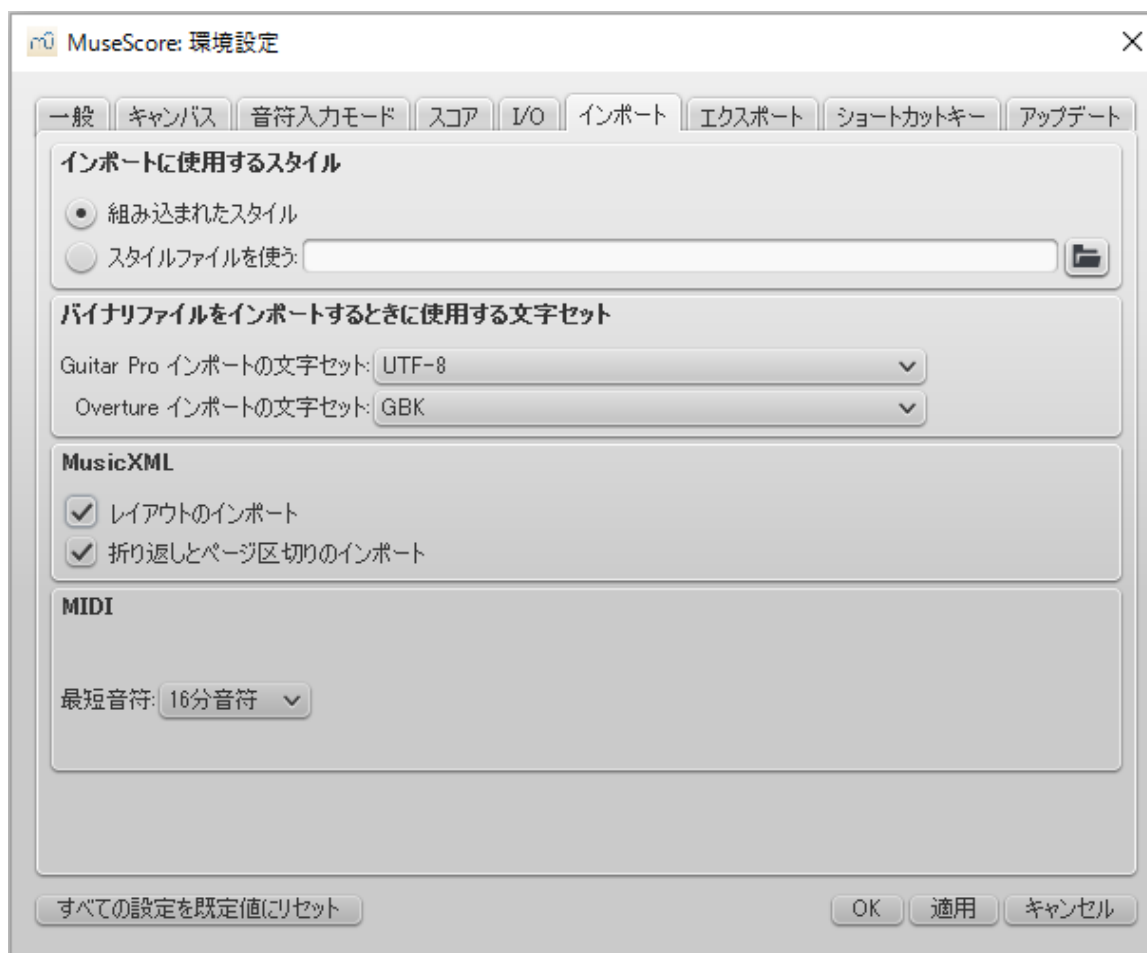 MuseScore: 環境設定
一般 キャンバス 音符入力モード スコア I/O インポート エクスポート ショートカットキー アップデート
インポートに使用するスタイル
組み込まれたスタイル
スタイルファイルを使う:
バイナリファイルをインポートするときに使用する文字セット
Guitar Pro インポートの文字セット: UTF-8
Overture インポートの文字セット: GBK
MusicXML
レイアウトのインポート
折り返しとページ区切りのインポート
MIDI
最短音符: 16分音符
すべての設定を既定値にリセット OK 適用 キャンセル